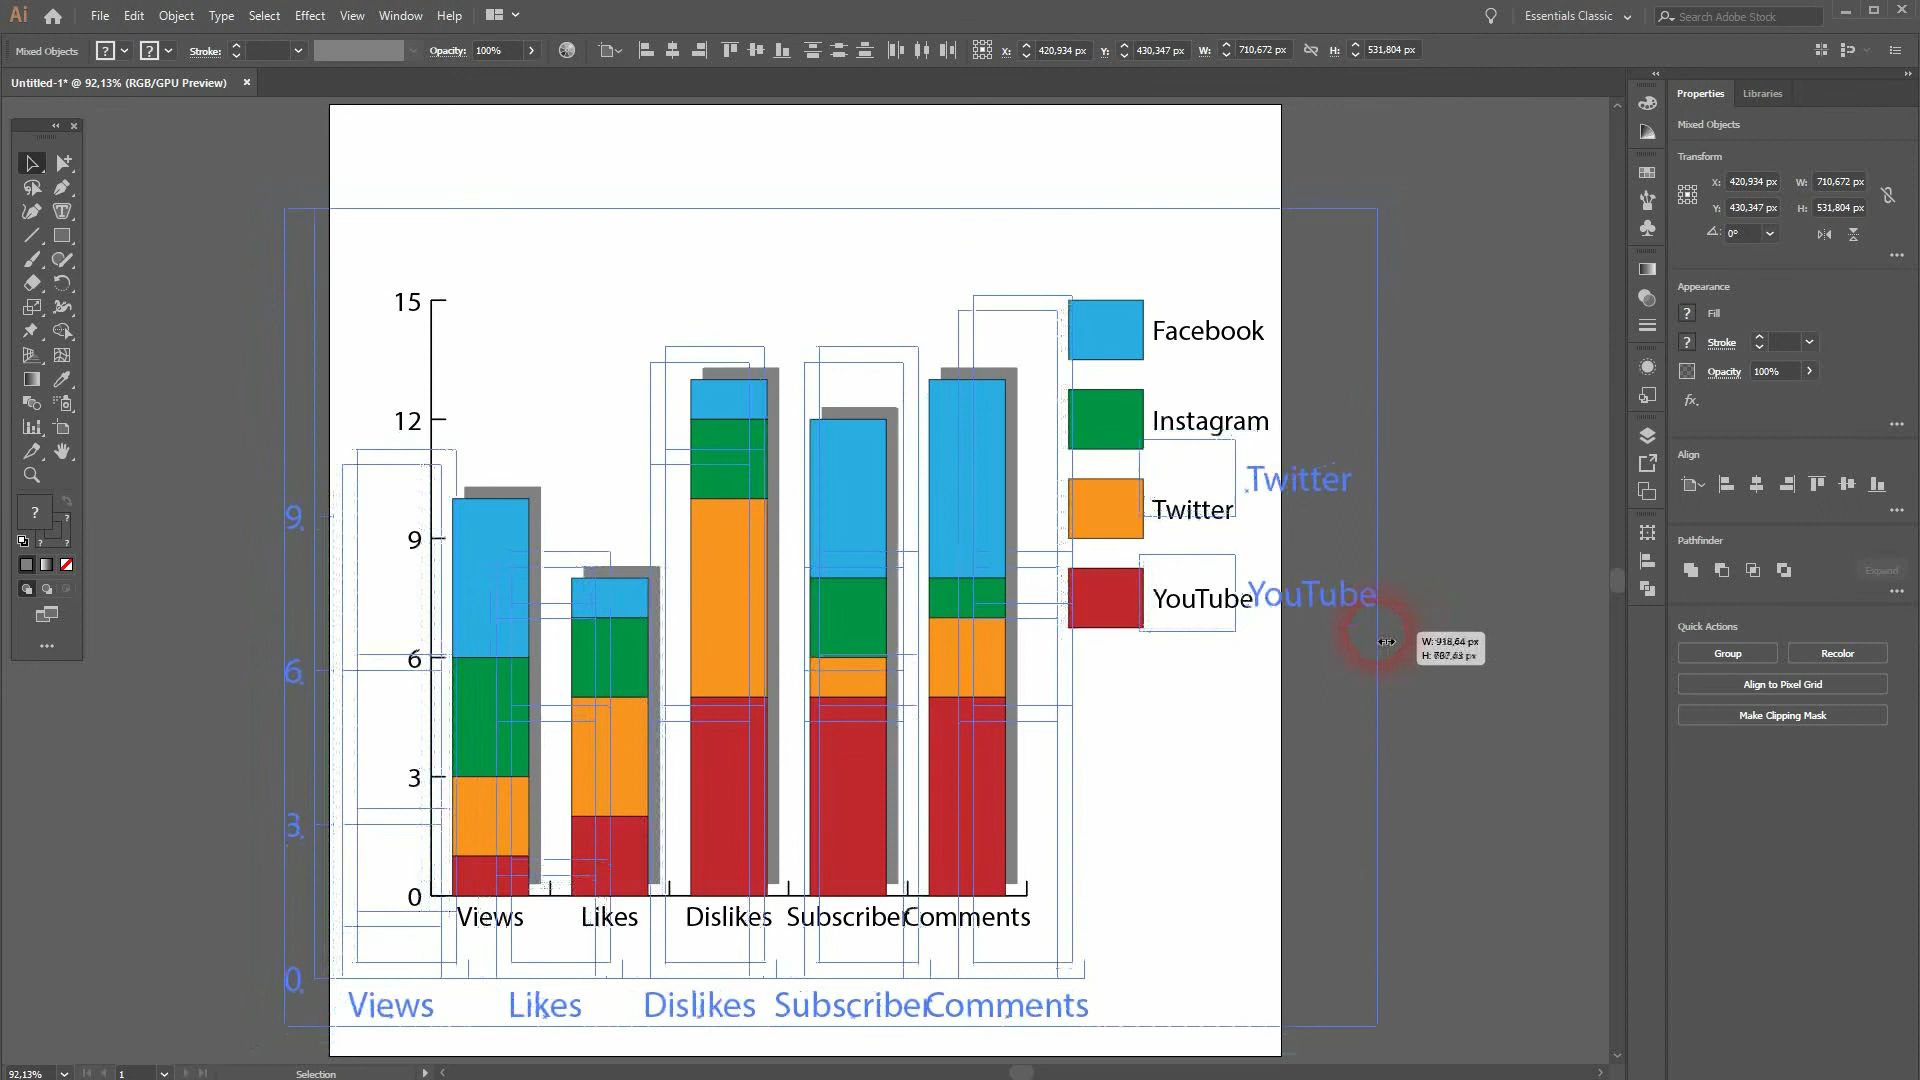 Ai File Edit Object Type Select Effect View Window Help Essentials Classic Search Adobe Stock
Mixed Objects ? ? Stroke: Opacity: 100% X: 420,934 px Y: 430,347 px W: 710,672 px H: 531,804 px
Untitled-1* @ 92,13% (RGB/GPU Preview)
Properties Libraries
Mixed Objects
Transform
X: 420,934 px W: 710,672 px
Y: 430,347 px H: 531,804 px
0°
Appearance
? Fill
? Stroke
Opacity 100%
fx.
Align
Pathfinder
Expand
Quick Actions
Group Recolor
Align to Pixel Grid
Make Clipping Mask
15
12
9
6
3
0
Views Likes Dislikes Subscriber Comments
Facebook
Instagram
Twitter
YouTube
Twitter
YouTube
9
6
3
0
Views Likes Dislikes Subscriber Comments
?
?
? ?
92,13% 1 Selection